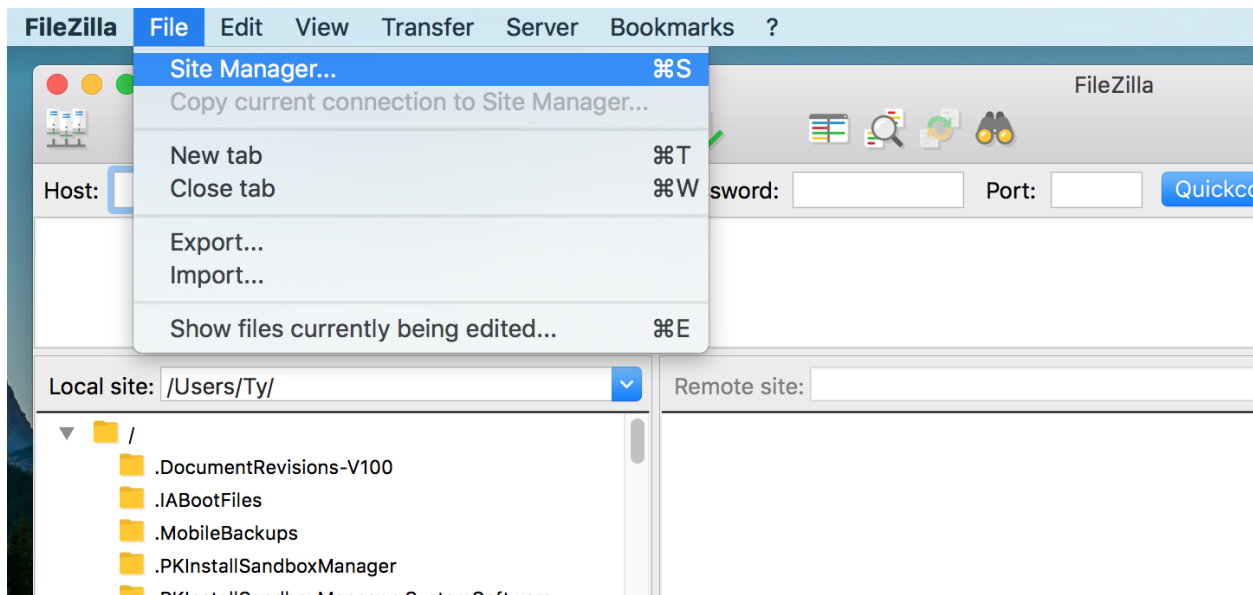 FileZilla File Edit View Transfer Server Bookmarks ?
FileZilla
Site Manager... ⌘S
Copy current connection to Site Manager...
New tab ⌘T
Close tab ⌘W
Export...
Import...
Show files currently being edited... ⌘E
Host: sword: Port: Quickco
Local site: /Users/Ty/
Remote site:
/
.DocumentRevisions-V100
.IABootFiles
.MobileBackups
.PKInstallSandboxManager